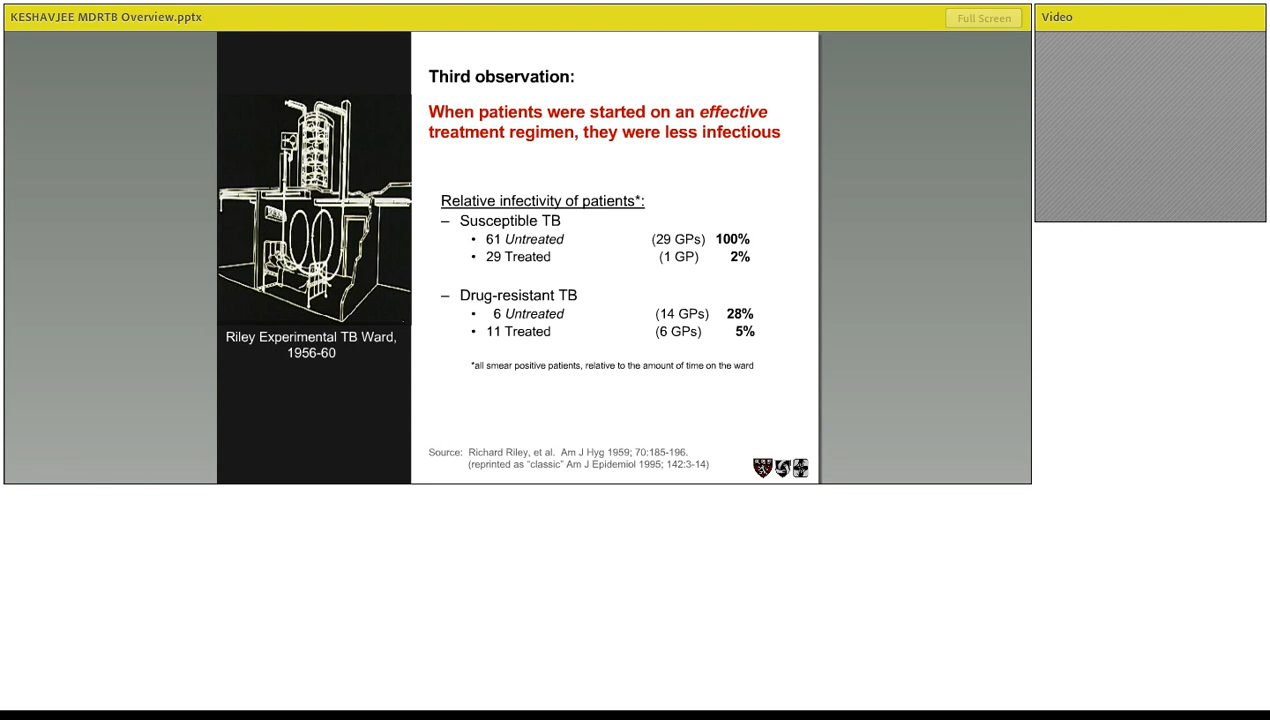 KESHAVJEE MDRTB Overview.pptx
Full Screen
Video
Third observation:
When patients were started on an effective
treatment regimen, they were less infectious
Relative infectivity of patients*:
– Susceptible TB
• 61 Untreated (29 GPs) 100%
• 29 Treated (1 GP) 2%
– Drug-resistant TB
• 6 Untreated (14 GPs) 28%
• 11 Treated (6 GPs) 5%
*all smear positive patients, relative to the amount of time on the ward
Riley Experimental TB Ward,
1956-60
Source: Richard Riley, et al. Am J Hyg 1959; 70:185-196.
(reprinted as “classic” Am J Epidemiol 1995; 142:3-14)